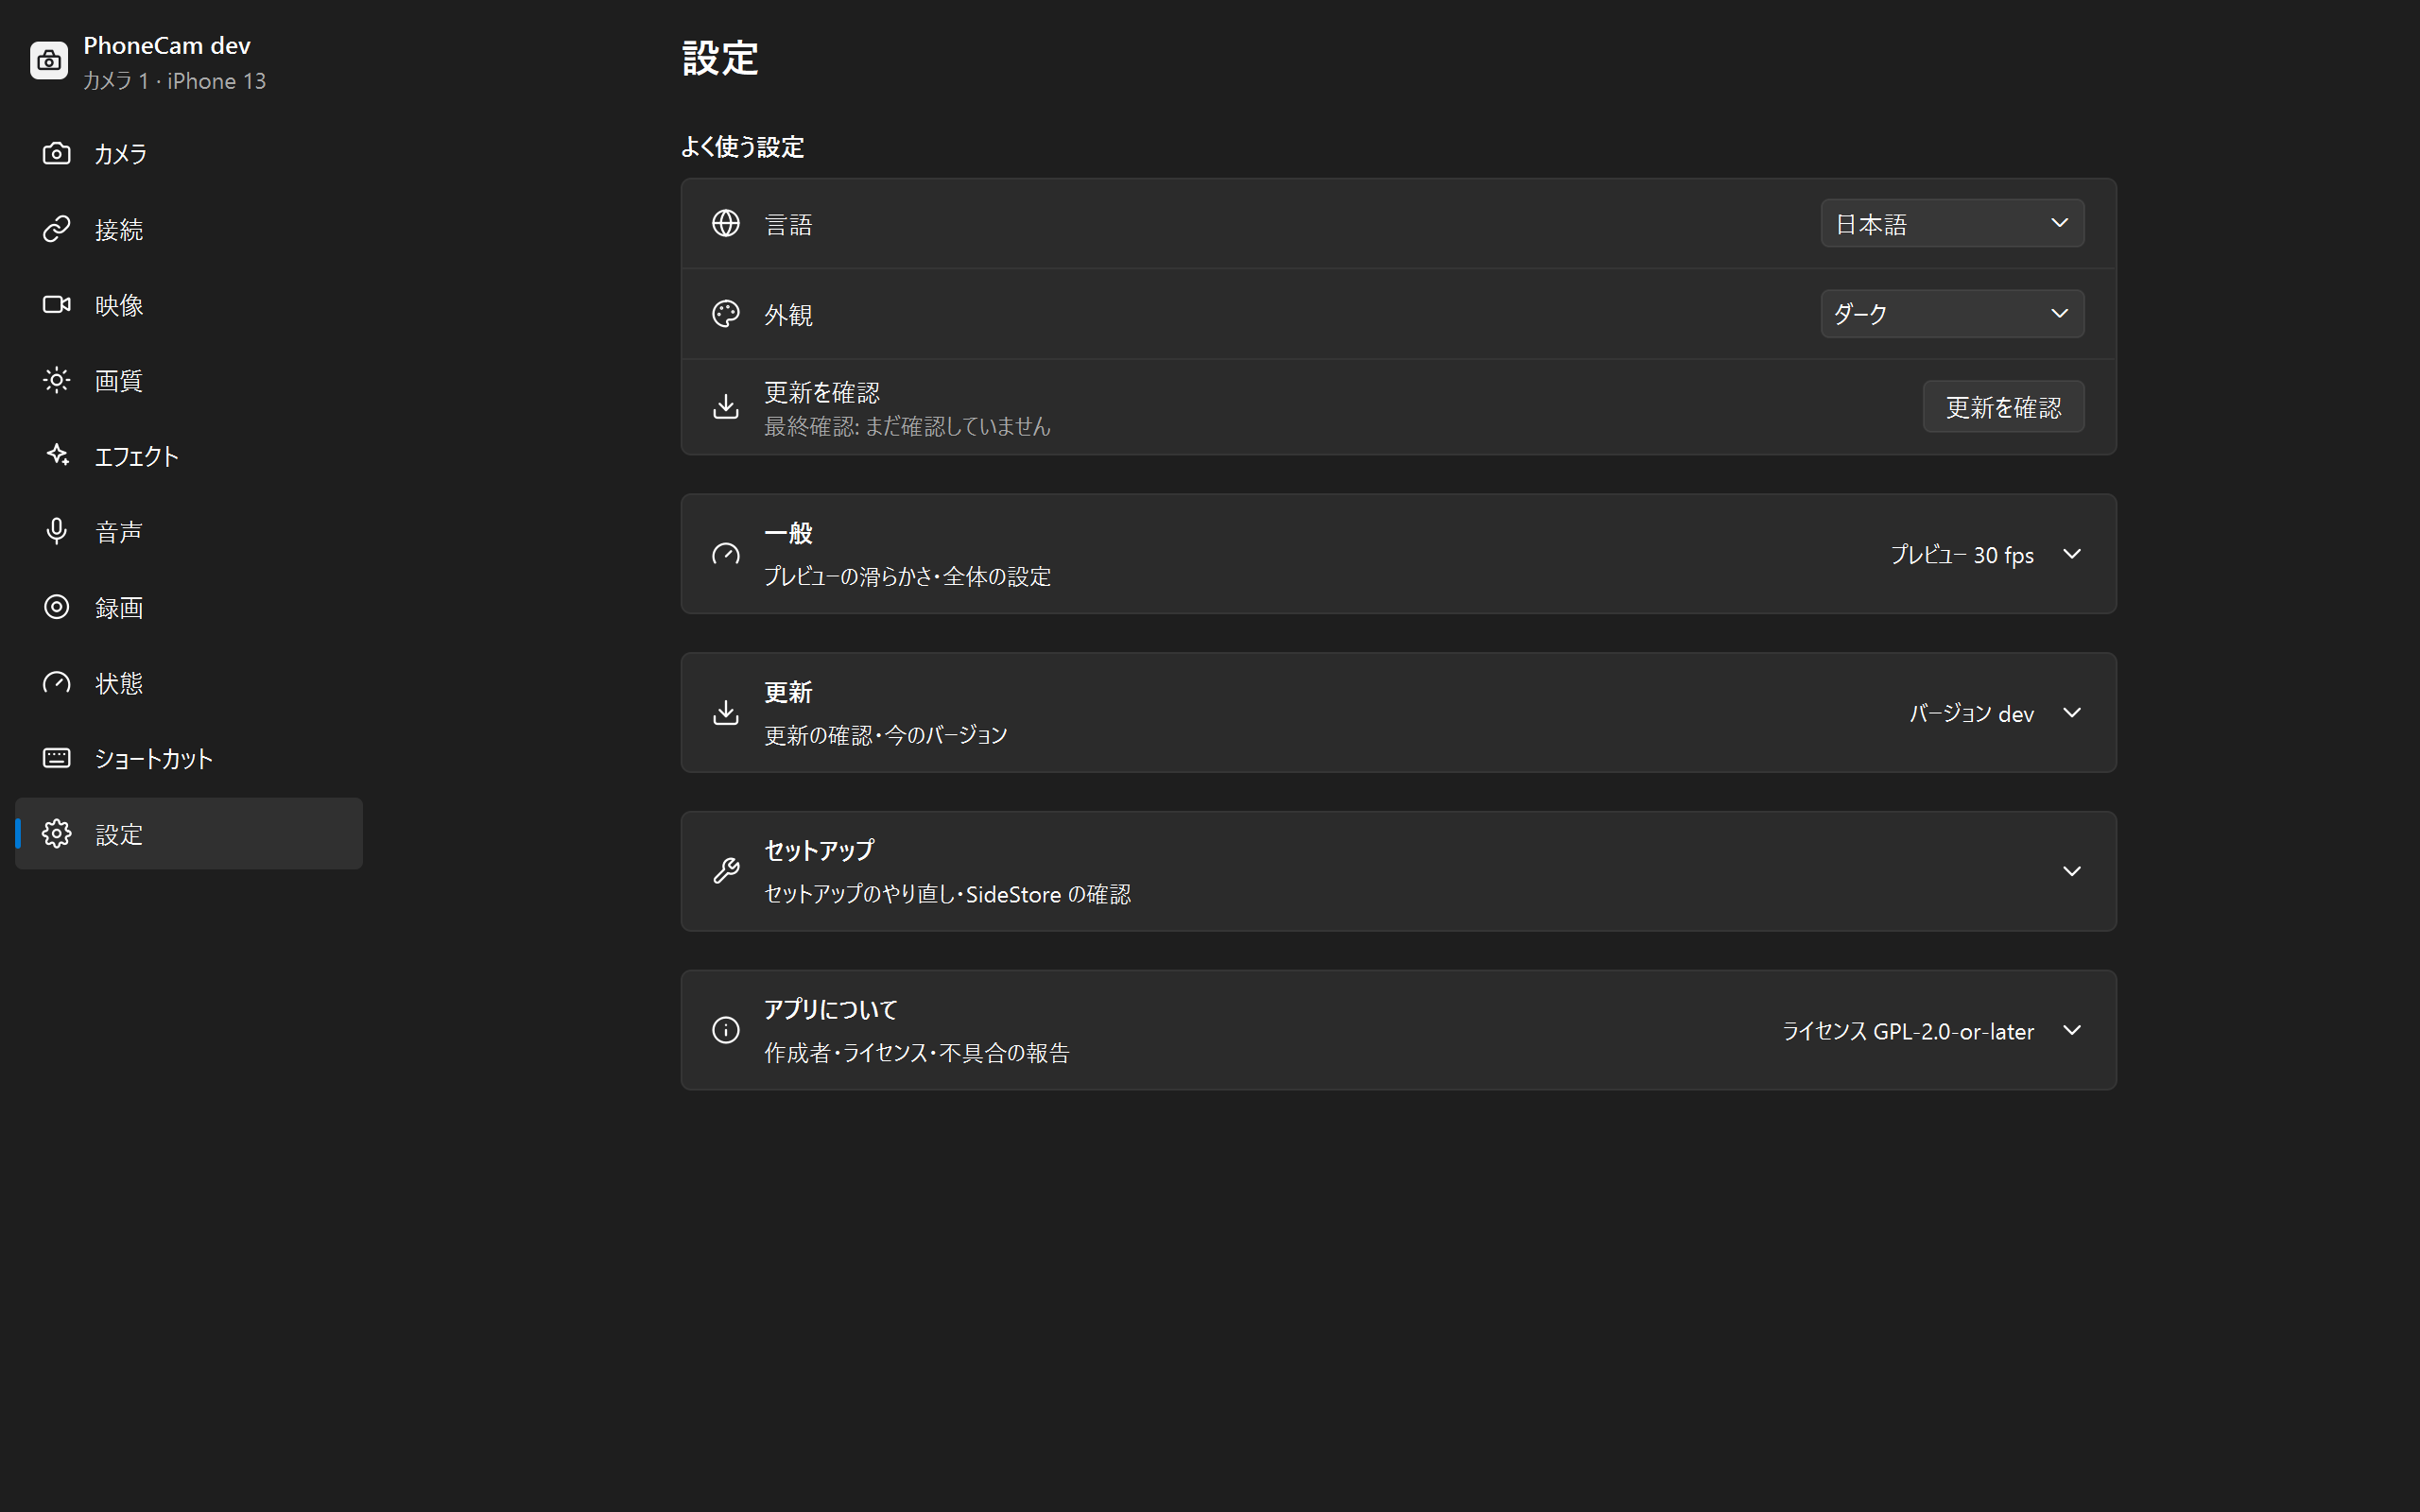 PhoneCam dev
カメラ 1 · iPhone 13
カメラ
接続
映像
画質
エフェクト
音声
録画
状態
ショートカット
設定
設定
よく使う設定
言語
日本語
外観
ダーク
更新を確認
最終確認: まだ確認していません
更新を確認
一般
プレビューの滑らかさ・全体の設定
プレビュー 30 fps
更新
更新の確認・今のバージョン
バージョン dev
セットアップ
セットアップのやり直し・SideStore の確認
アプリについて
作成者・ライセンス・不具合の報告
ライセンス GPL-2.0-or-later